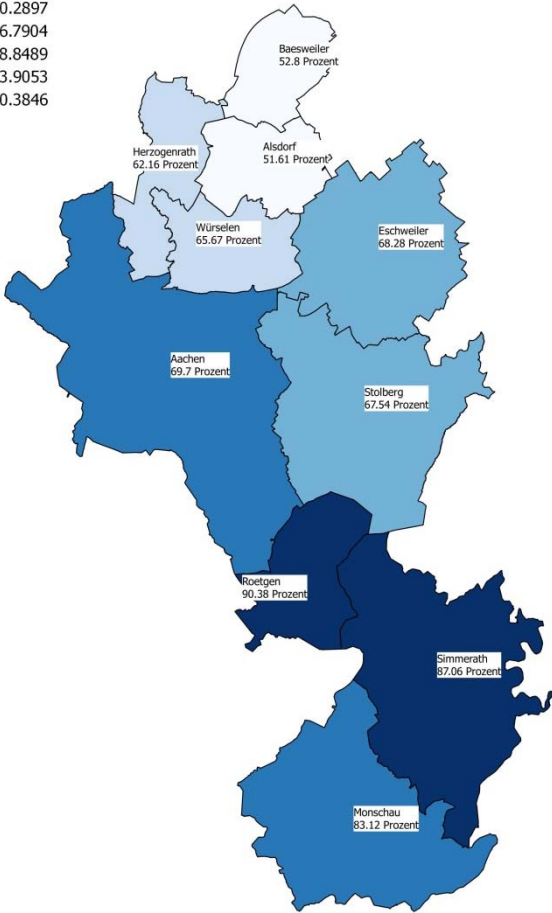 0.2897
6.7904
8.8489
3.9053
0.3846
Baesweiler
52.8 Prozent
Alsdorf
51.61 Prozent
Herzogenrath
62.16 Prozent
Würselen
65.67 Prozent
Eschweiler
68.28 Prozent
Aachen
69.7 Prozent
Stolberg
67.54 Prozent
Roetgen
90.38 Prozent
Simmerath
87.06 Prozent
Monschau
83.12 Prozent